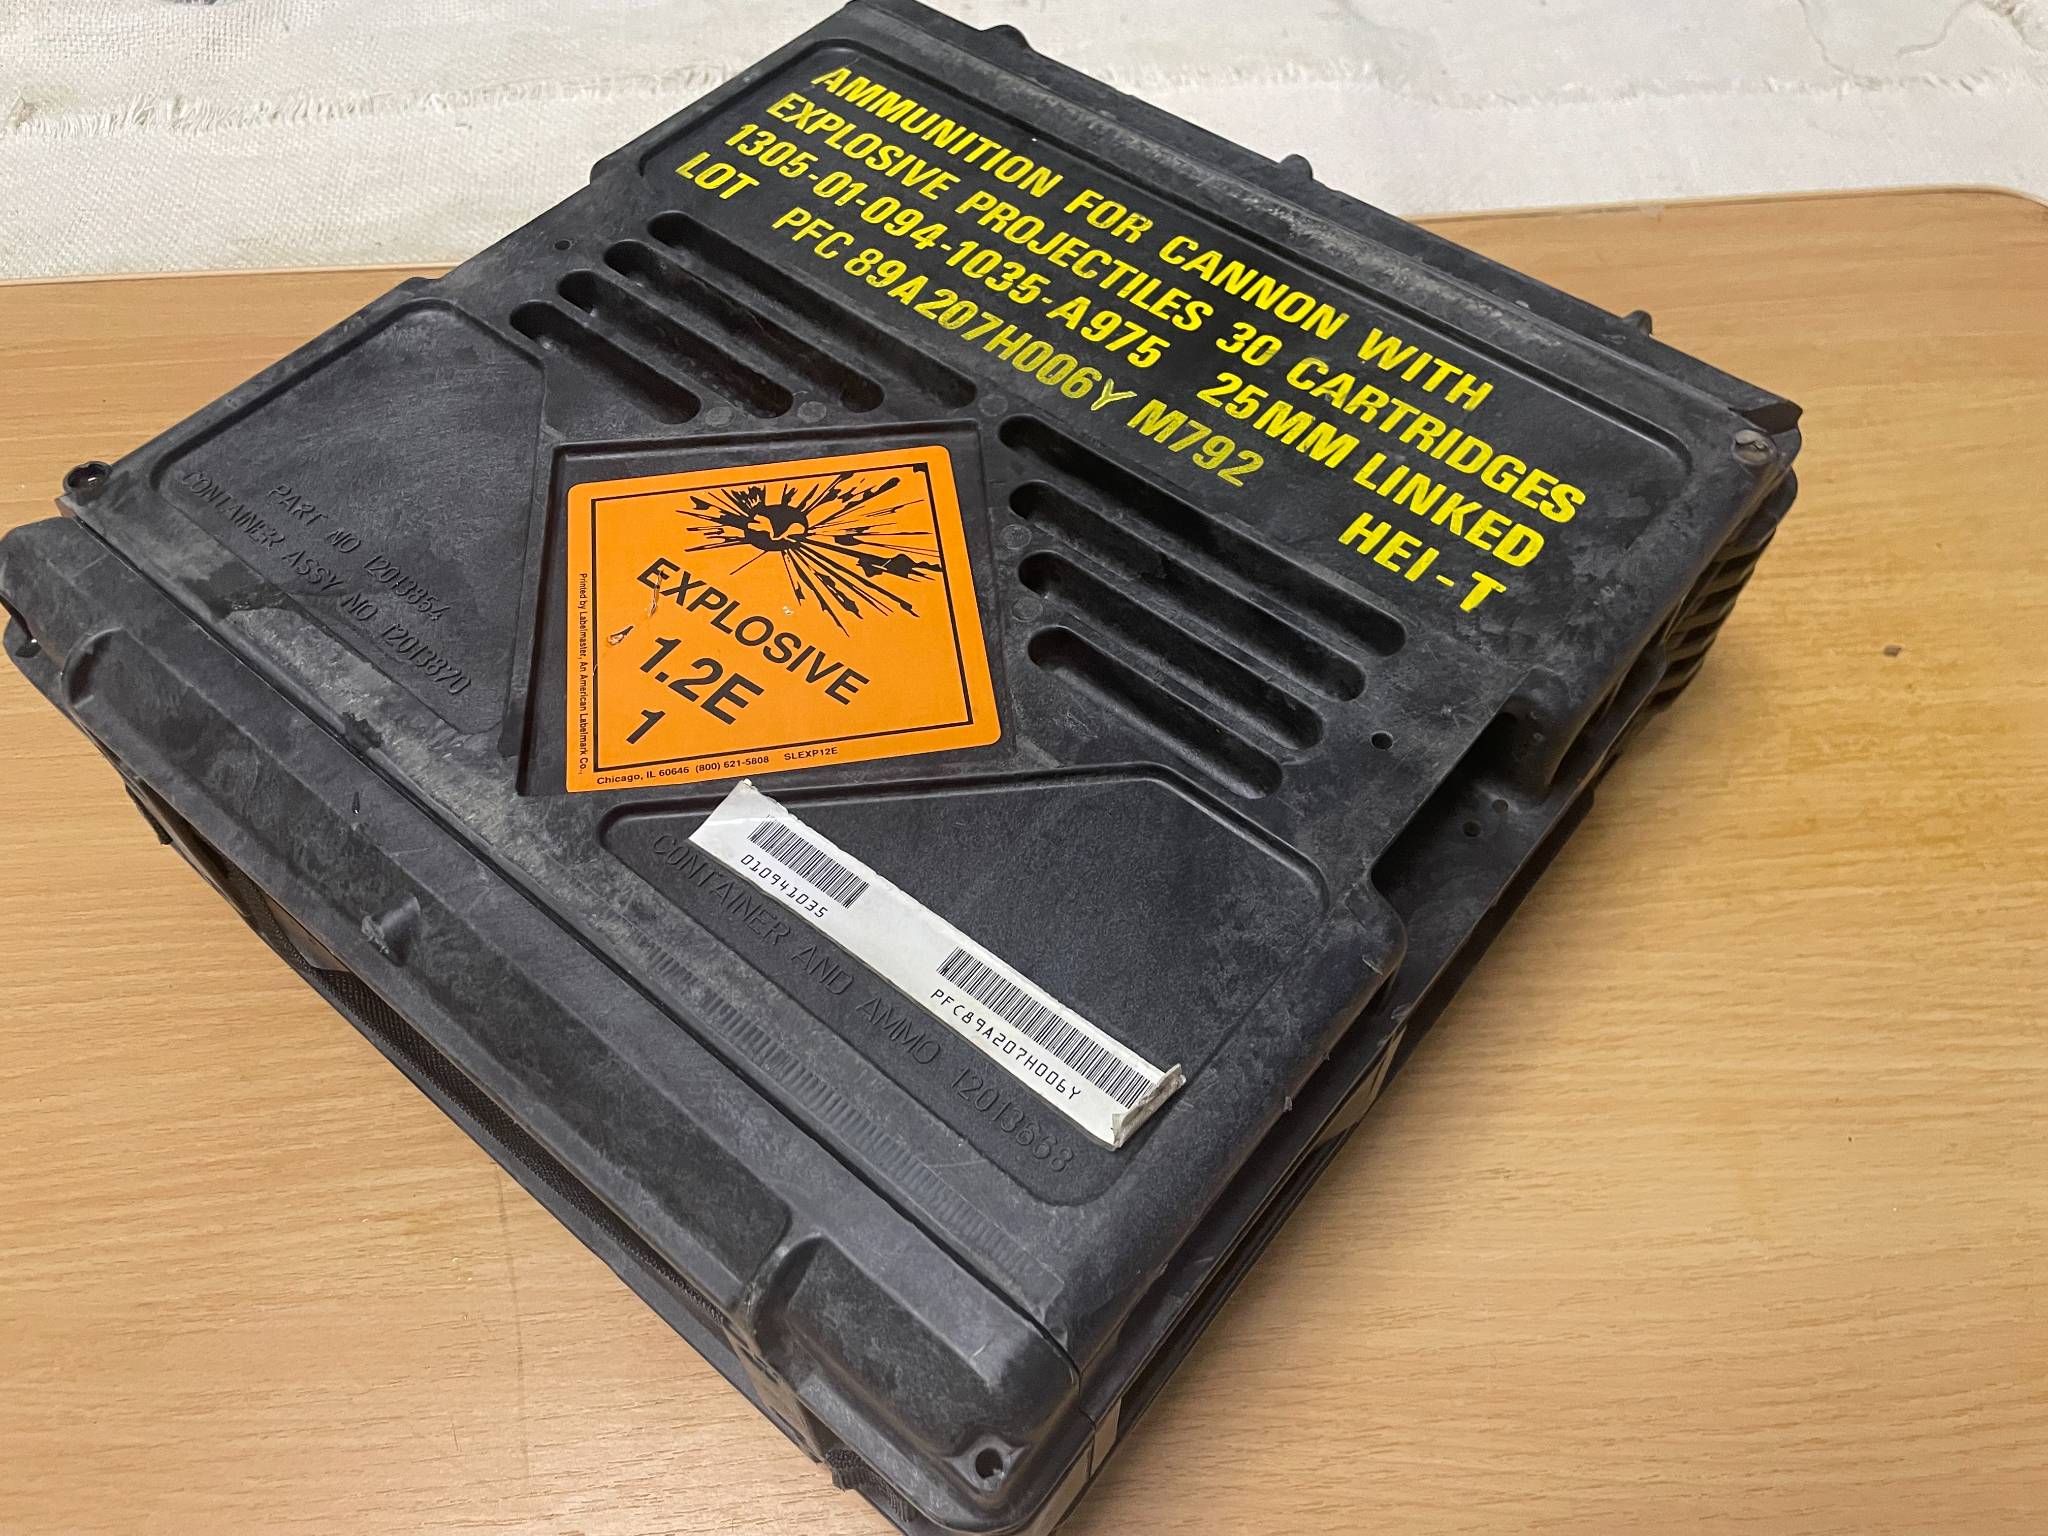 AMMUNITION FOR CANNON WITH
EXPLOSIVE PROJECTILES 30 CARTRIDGES
1305-01-094-1035-A975 25MM LINKED
LOT PFC 89A207H006Y M792 HEI-T
PART NO 12013854
CONTAINER ASSY NO 12013870
EXPLOSIVE
1.2E
1
Printed by Labelmaster, An American Labelmark Co.,
Chicago, IL 60646 (800) 621-5808 SLEXP12E
010941035
PFC89A207H006Y
CONTAINER AND AMMO 12013668